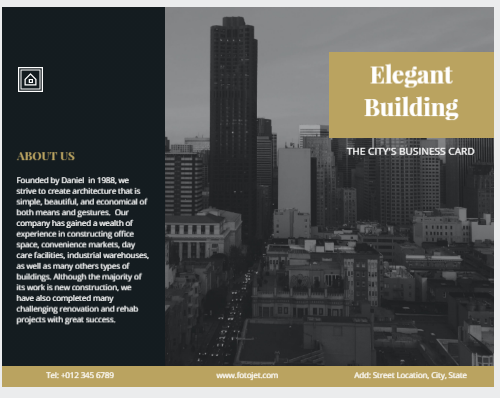 Elegant
Building
THE CITY'S BUSINESS CARD
ABOUT US
Founded by Daniel in 1988, we
strive to create architecture that is
simple, beautiful, and economical of
both means and gestures. Our
company has gained a wealth of
experience in constructing office
space, convenience markets, day
care facilities, industrial warehouses,
as well as many others types of
buildings. Although the majority of
its work is new construction, we
have also completed many
challenging renovation and rehab
projects with great success.
Tel: +012 345 6789
www.fotojet.com
Add: Street Location, City, State